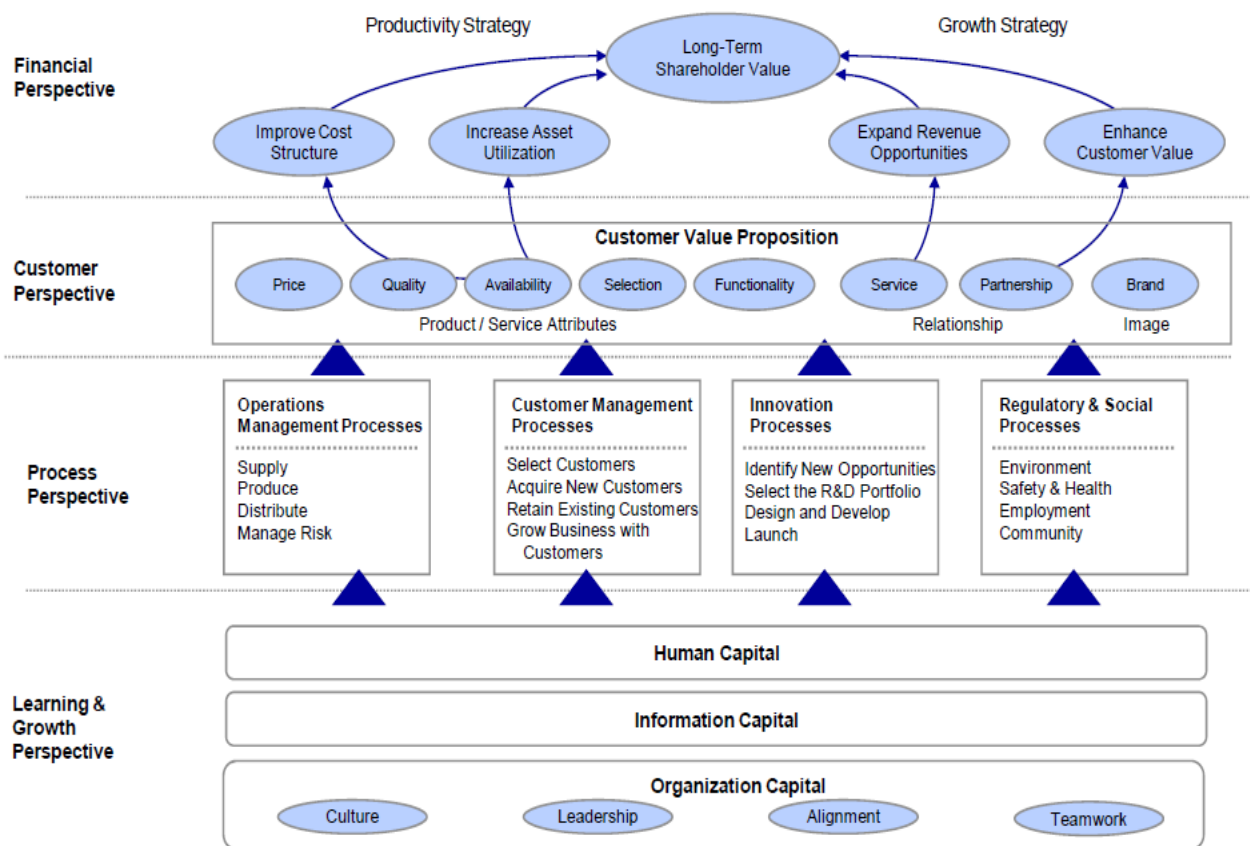 Productivity Strategy
Growth Strategy
Financial
Perspective
Long-Term
Shareholder Value
Improve Cost
Structure
Increase Asset
Utilization
Expand Revenue
Opportunities
Enhance
Customer Value
Customer
Perspective
Customer Value Proposition
Price
Quality
Availability
Selection
Functionality
Service
Partnership
Brand
Product / Service Attributes
Relationship
Image
Process
Perspective
Operations
Management Processes
Supply
Produce
Distribute
Manage Risk
Customer Management
Processes
Select Customers
Acquire New Customers
Retain Existing Customers
Grow Business with
Customers
Innovation
Processes
Identify New Opportunities
Select the R&D Portfolio
Design and Develop
Launch
Regulatory & Social
Processes
Environment
Safety & Health
Employment
Community
Learning &
Growth
Perspective
Human Capital
Information Capital
Organization Capital
Culture
Leadership
Alignment
Teamwork